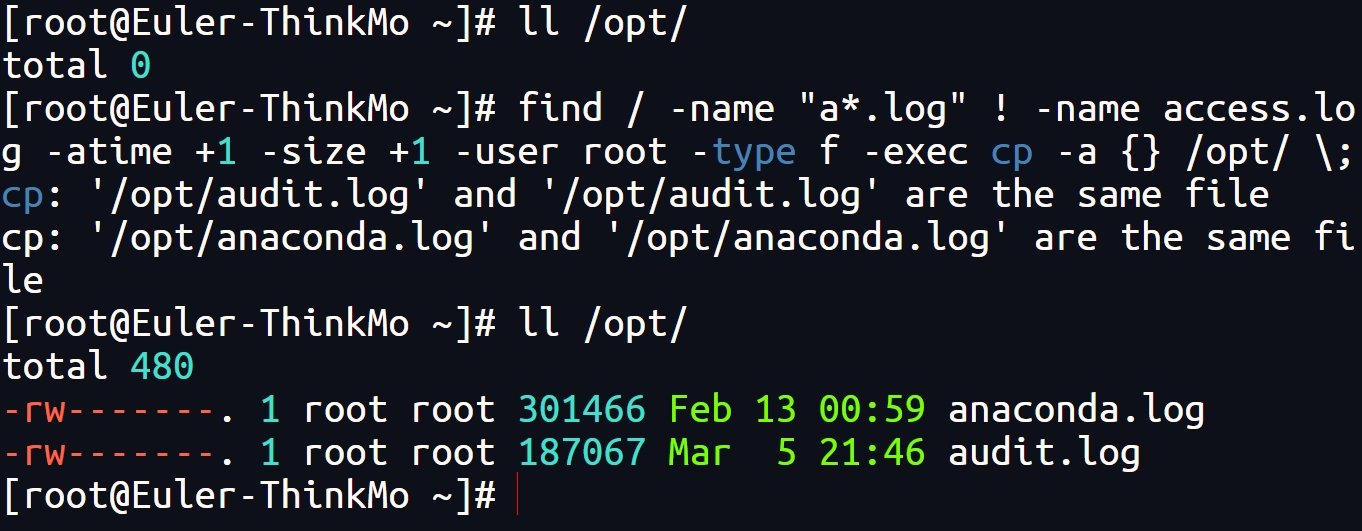 [root@Euler-ThinkMo ~]# ll /opt/
total 0
[root@Euler-ThinkMo ~]# find / -name "a*.log" ! -name access.lo
g -atime +1 -size +1 -user root -type f -exec cp -a {} /opt/ \;
cp: '/opt/audit.log' and '/opt/audit.log' are the same file
cp: '/opt/anaconda.log' and '/opt/anaconda.log' are the same fi
le
[root@Euler-ThinkMo ~]# ll /opt/
total 480
-rw-------. 1 root root 301466 Feb 13 00:59 anaconda.log
-rw-------. 1 root root 187067 Mar  5 21:46 audit.log
[root@Euler-ThinkMo ~]#